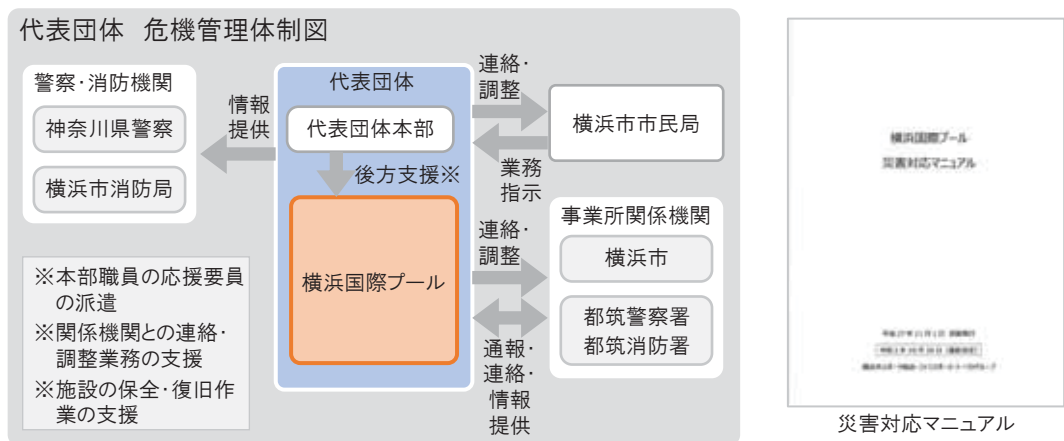 代表団体 危機管理体制図
警察・消防機関
神奈川県警察
横浜市消防局
情報
提供
代表団体
代表団体本部
後方支援※
横浜国際プール
連絡・
調整
横浜市市民局
業務
指示
連絡・
調整
事業所関係機関
横浜市
都筑警察署
都筑消防署
通報・
連絡・
情報
提供
※本部職員の応援要員
の派遣
※関係機関との連絡・
調整業務の支援
※施設の保全・復旧作
業の支援
横浜国際プール
災害対応マニュアル
災害対応マニュアル